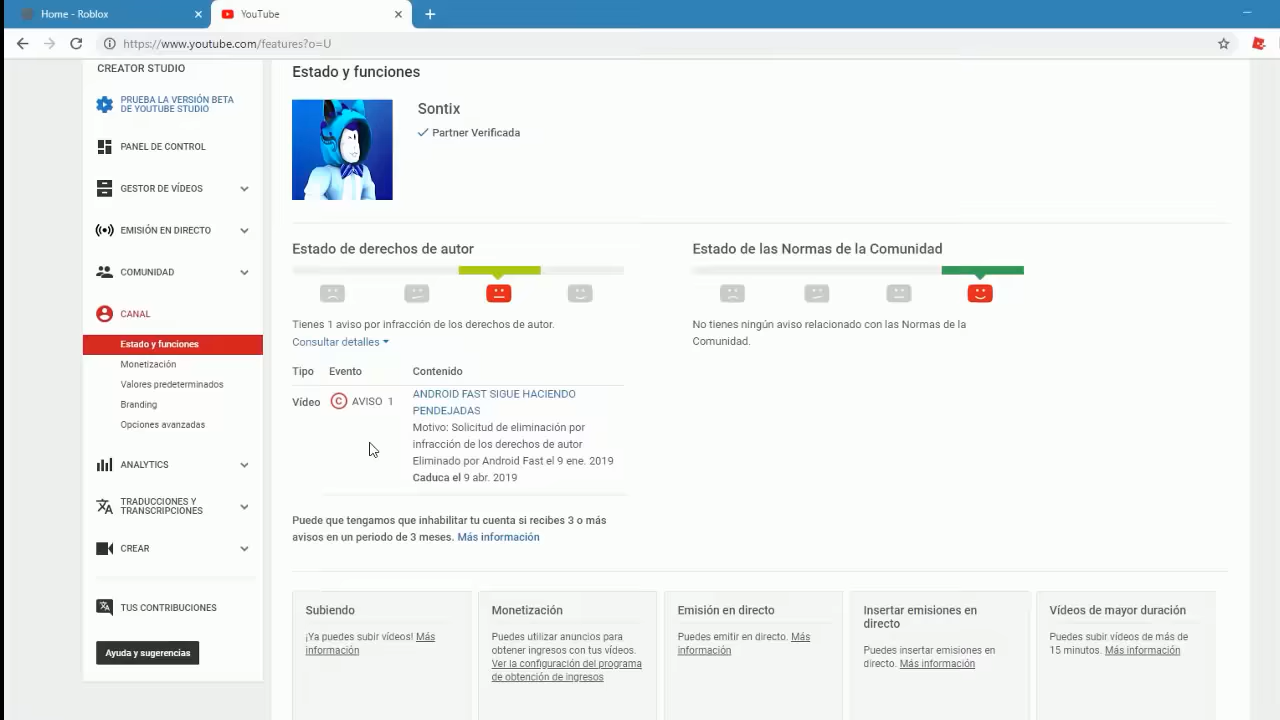 Home - Roblox
YouTube
https://www.youtube.com/features?o=U
CREATOR STUDIO
PRUEBA LA VERSIÓN BETA
DE YOUTUBE STUDIO
PANEL DE CONTROL
GESTOR DE VÍDEOS
EMISIÓN EN DIRECTO
COMUNIDAD
CANAL
Estado y funciones
Monetización
Valores predeterminados
Branding
Opciones avanzadas
ANALYTICS
TRADUCCIONES Y
TRANSCRIPCIONES
CREAR
TUS CONTRIBUCIONES
Ayuda y sugerencias
Estado y funciones
Sontix
Partner Verificada
Estado de derechos de autor
Tienes 1 aviso por infracción de los derechos de autor.
Consultar detalles
Tipo Evento Contenido
Vídeo C AVISO 1 ANDROID FAST SIGUE HACIENDO
PENDEJADAS
Motivo: Solicitud de eliminación por
infracción de los derechos de autor
Eliminado por Android Fast el 9 ene. 2019
Caduca el 9 abr. 2019
Puede que tengamos que inhabilitar tu cuenta si recibes 3 o más
avisos en un periodo de 3 meses. Más información
Estado de las Normas de la Comunidad
No tienes ningún aviso relacionado con las Normas de la
Comunidad.
Subiendo
¡Ya puedes subir vídeos! Más
información
Monetización
Puedes utilizar anuncios para
obtener ingresos con tus vídeos.
Ver la configuración del programa
de obtención de ingresos
Emisión en directo
Puedes emitir en directo. Más
información
Insertar emisiones en
directo
Puedes insertar emisiones en
directo. Más información
Vídeos de mayor duración
Puedes subir vídeos de más de
15 minutos. Más información